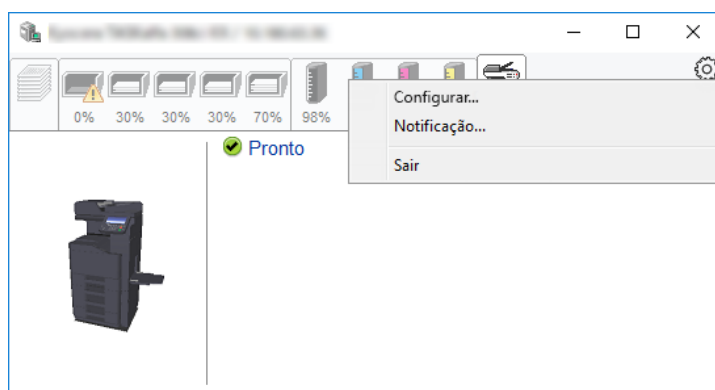 0% 30% 30% 30% 70% 98%
Configurar...
Notificação...
Sair
Pronto